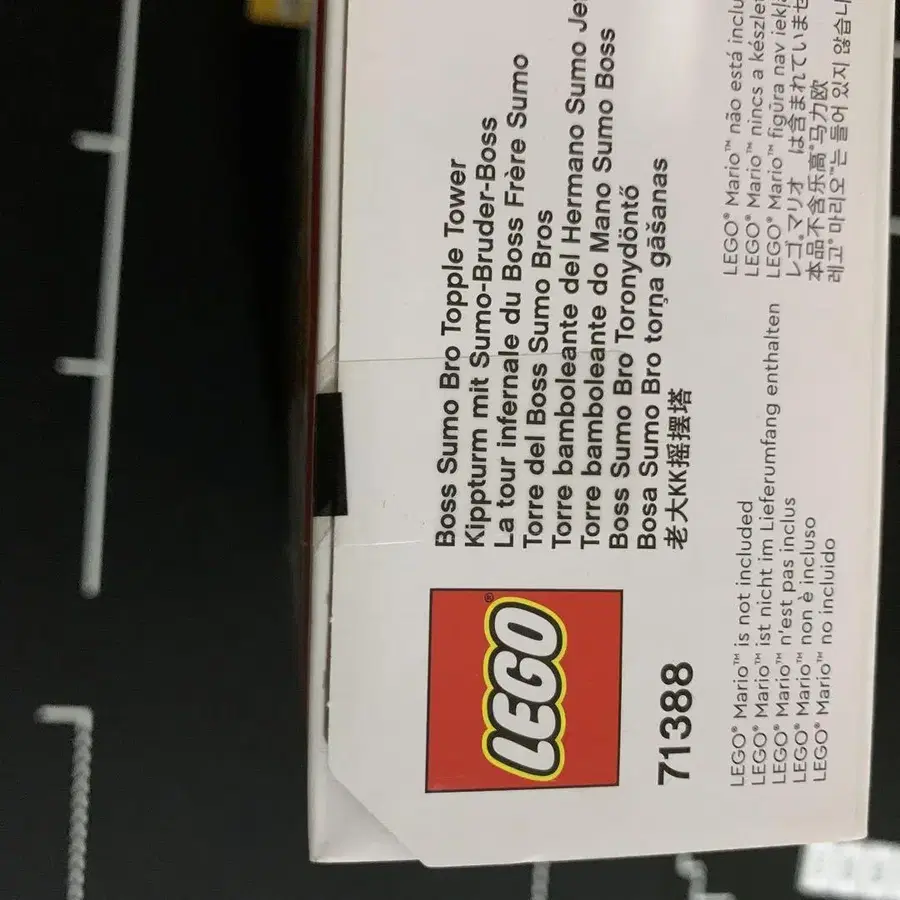 LEGO®
71388
Boss Sumo Bro Topple Tower
Kippturm mit Sumo-Bruder-Boss
La tour infernale du Boss Frère Sumo
Torre del Boss Sumo Bros
Torre bamboleante del Hermano Sumo Je
Torre bamboleante do Mano Sumo Boss
Boss Sumo Bro Toronydöntő
Bosa Sumo Bro torņa gāšanas
老大KK摇摆塔
LEGO® Mario™ is not included
LEGO® Mario™ ist nicht im Lieferumfang enthalten
LEGO® Mario™ n'est pas inclus
LEGO® Mario™ non è incluso
LEGO® Mario™ no incluido
LEGO® Mario™ não está inclu
LEGO® Mario™ nincs a készle
LEGO® Mario™ figūra nav iekļa
レゴ®マリオ は含まれていませ
本品不含乐高®马力欧
레고®마리오™는 들어 있지 않습니